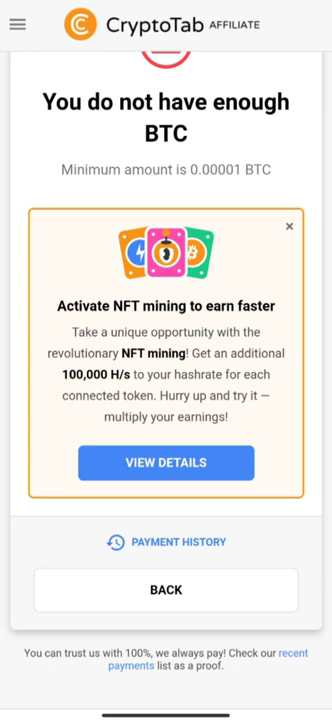 CryptoTab AFFILIATE
You do not have enough
BTC
Minimum amount is 0.00001 BTC
×
Activate NFT mining to earn faster
Take a unique opportunity with the
revolutionary NFT mining! Get an additional
100,000 H/s to your hashrate for each
connected token. Hurry up and try it —
multiply your earnings!
VIEW DETAILS
PAYMENT HISTORY
BACK
You can trust us with 100%, we always pay! Check our recent
payments list as a proof.